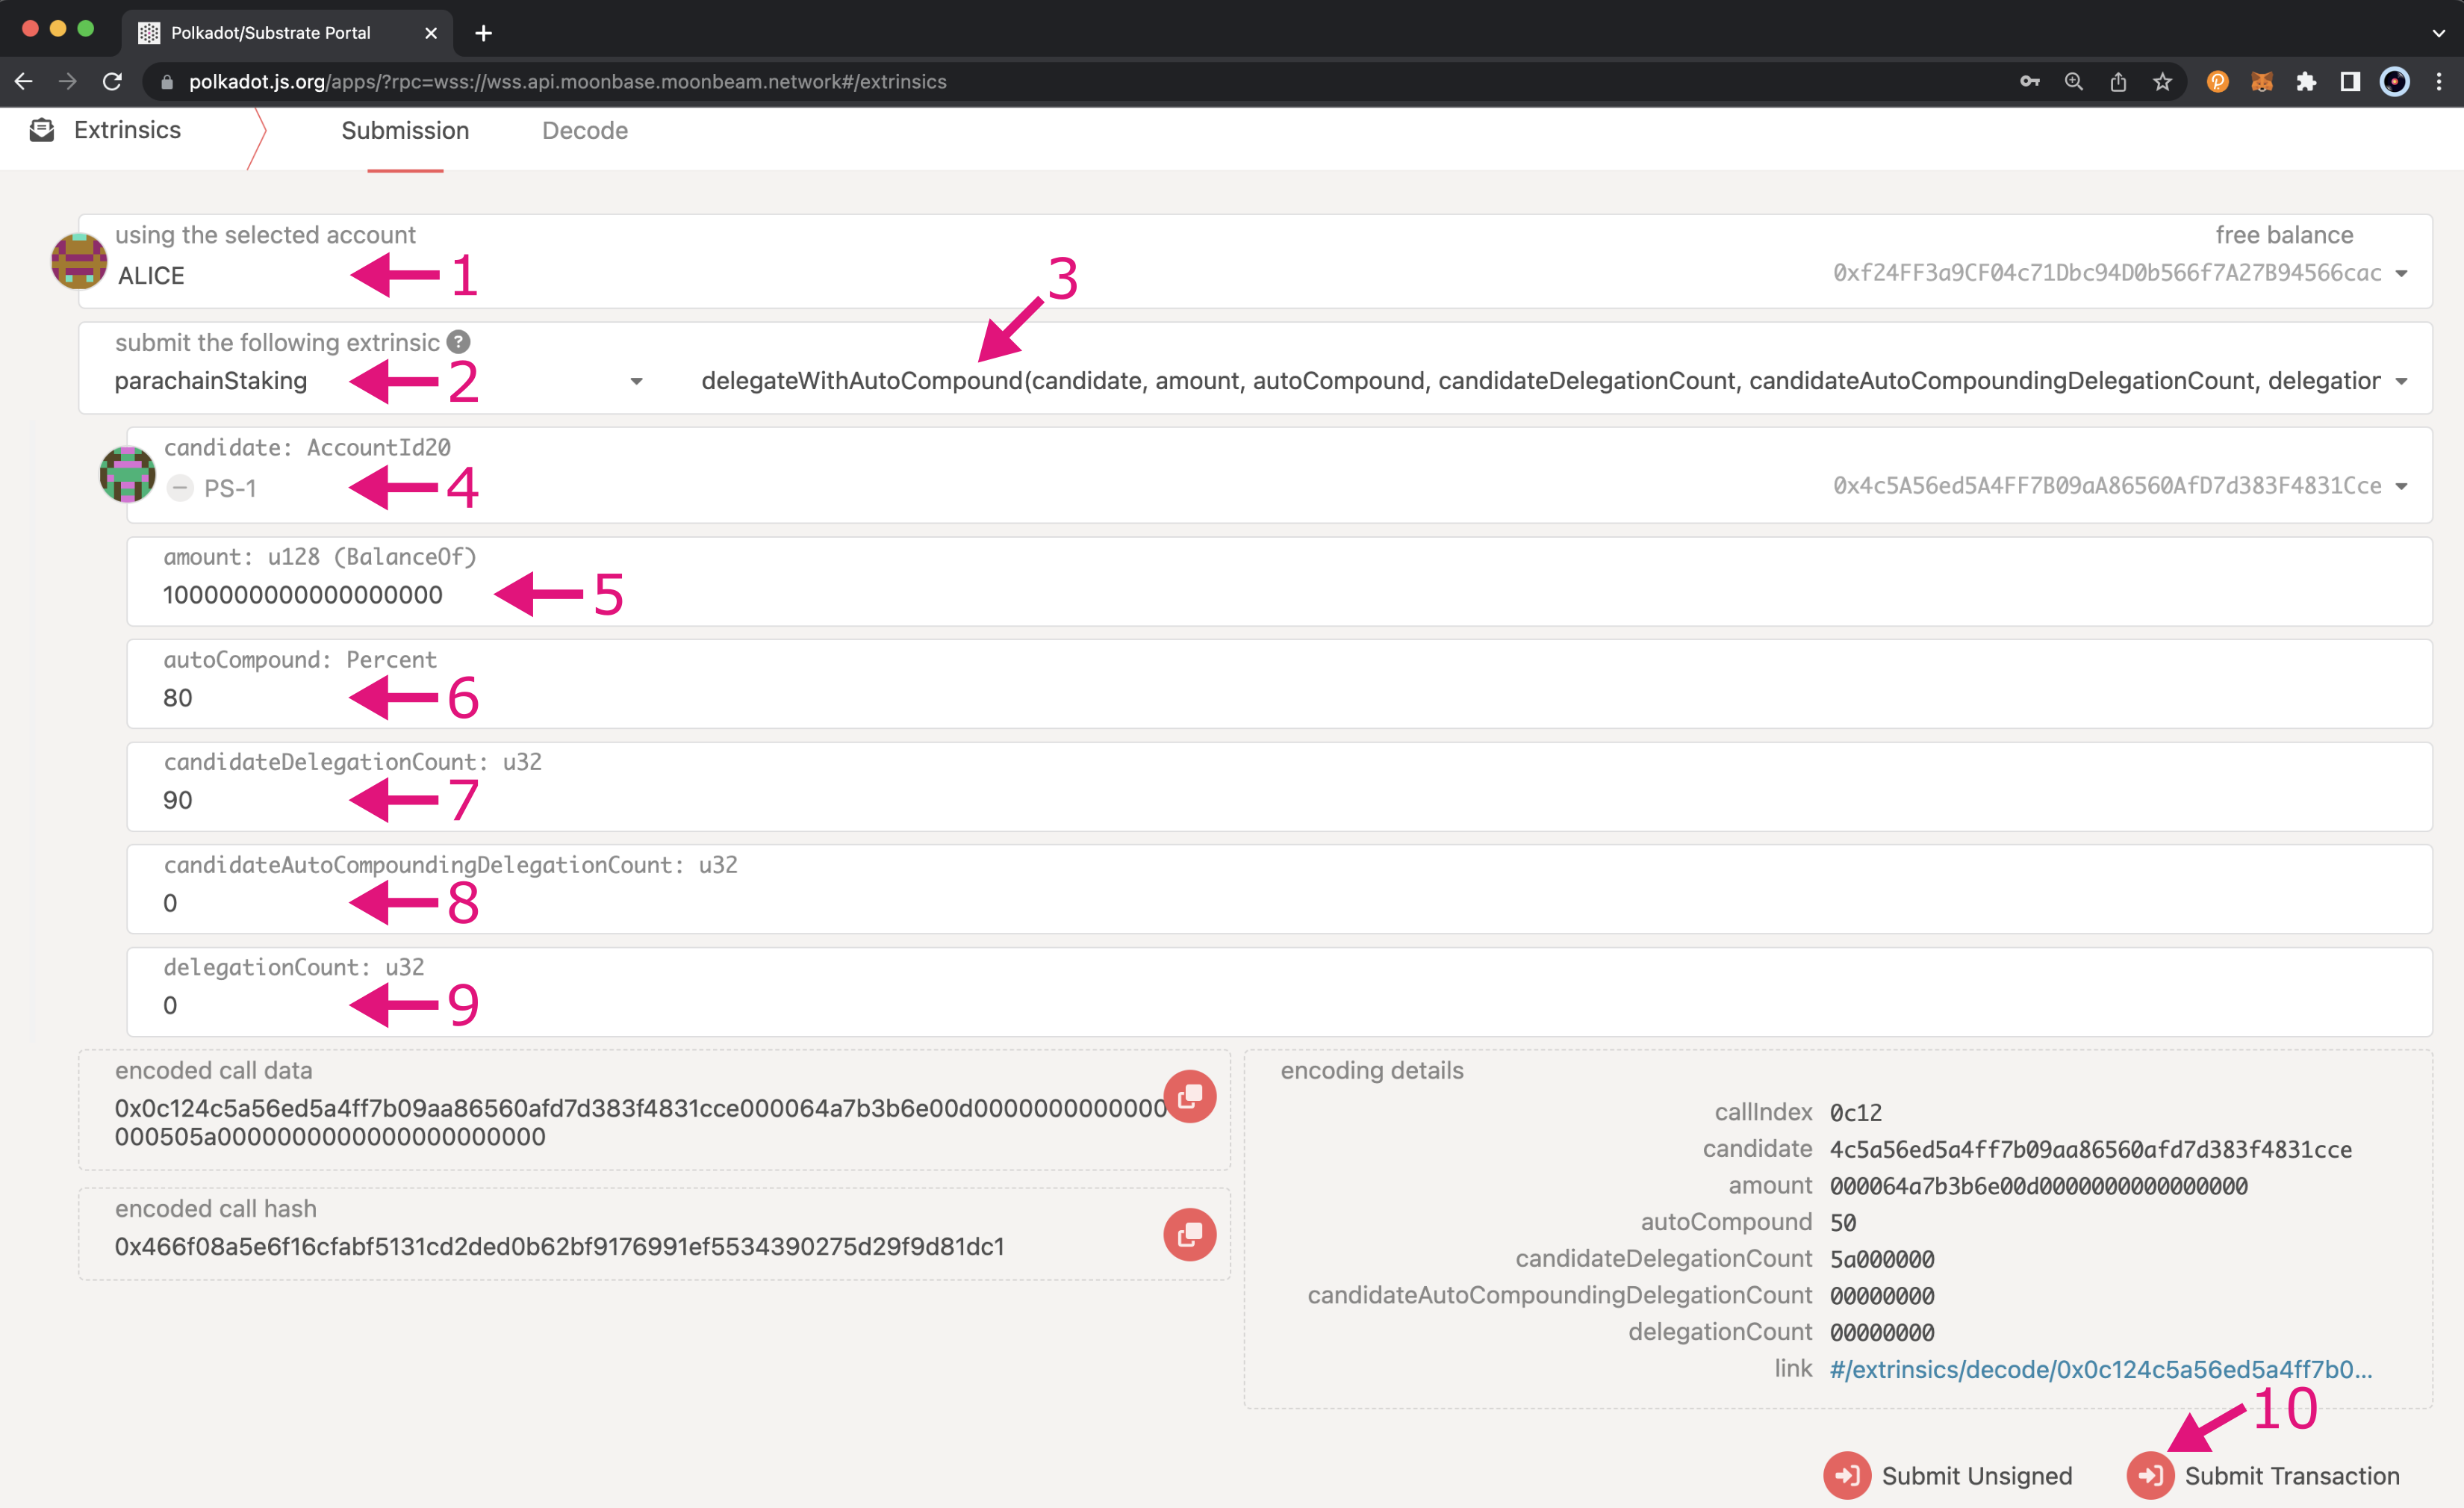 Polkadot/Substrate Portal
polkadot.js.org/apps/?rpc=wss://wss.api.moonbase.moonbeam.network#/extrinsics
Extrinsics
Submission
Decode
using the selected account
free balance
ALICE
1
0xf24FF3a9CF04c71Dbc94D0b566f7A27B94566cac
3
submit the following extrinsic ?
parachainStaking
2
delegateWithAutoCompound(candidate, amount, autoCompound, candidateDelegationCount, candidateAutoCompoundingDelegationCount, delegation
candidate: AccountId20
PS-1
4
0x4c5A56ed5A4FF7B09aA86560AfD7d383F4831Cce
amount: u128 (BalanceOf)
1000000000000000000
5
autoCompound: Percent
80
6
candidateDelegationCount: u32
90
7
candidateAutoCompoundingDelegationCount: u32
0
8
delegationCount: u32
0
9
encoded call data
0x0c124c5a56ed5a4ff7b09aa86560afd7d383f4831cce000064a7b3b6e00d0000000000000
000505a0000000000000000000000
encoded call hash
0x466f08a5e6f16cfabf5131cd2ded0b62bf9176991ef5534390275d29f9d81dc1
encoding details
callIndex 0c12
candidate 4c5a56ed5a4ff7b09aa86560afd7d383f4831cce
amount 000064a7b3b6e00d0000000000000000
autoCompound 50
candidateDelegationCount 5a000000
candidateAutoCompoundingDelegationCount 00000000
delegationCount 00000000
link #/extrinsics/decode/0x0c124c5a56ed5a4ff7b0...
10
Submit Unsigned
Submit Transaction